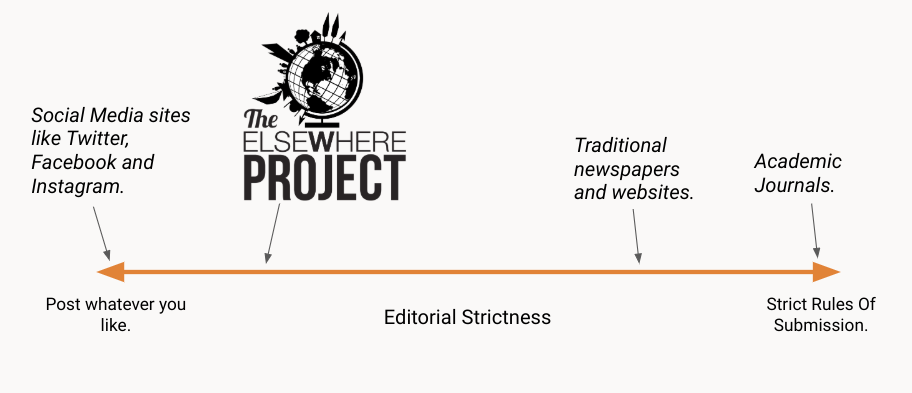 Social Media sites
like Twitter,
Facebook and
Instagram.
The
ELSEWHERE
PROJECT
Traditional
newspapers
and websites.
Academic
Journals.
Post whatever you
like.
Editorial Strictness
Strict Rules Of
Submission.